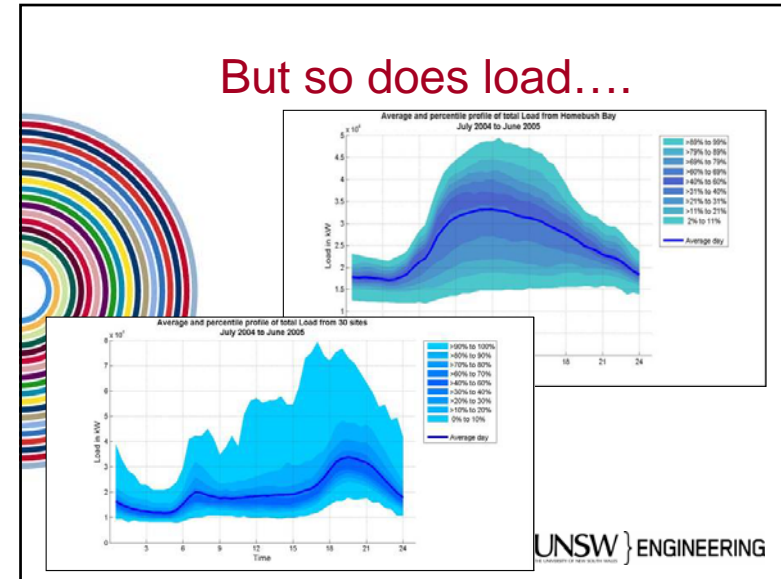 But so does load….
Average and percentile profile of total Load from Homebush Bay
July 2004 to June 2005
5
4.5
4
3.5
3
2.5
2
1.5
1
Load in kW
18
21
24
>89% to 99%
>79% to 89%
>69% to 79%
>60% to 69%
>40% to 60%
>31% to 40%
>21% to 31%
>11% to 21%
2% to 11%
Average day
Average and percentile profile of total Load from 30 sites
July 2004 to June 2005
8
7
6
5
4
3
2
1
0
Load in kW
3
6
9
12
15
18
21
24
Time
>90% to 100%
>80% to 90%
>70% to 80%
>60% to 70%
>40% to 60%
>30% to 40%
>20% to 30%
>10% to 20%
0% to 10%
Average day
UNSW } ENGINEERING
THE UNIVERSITY OF NEW SOUTH WALES